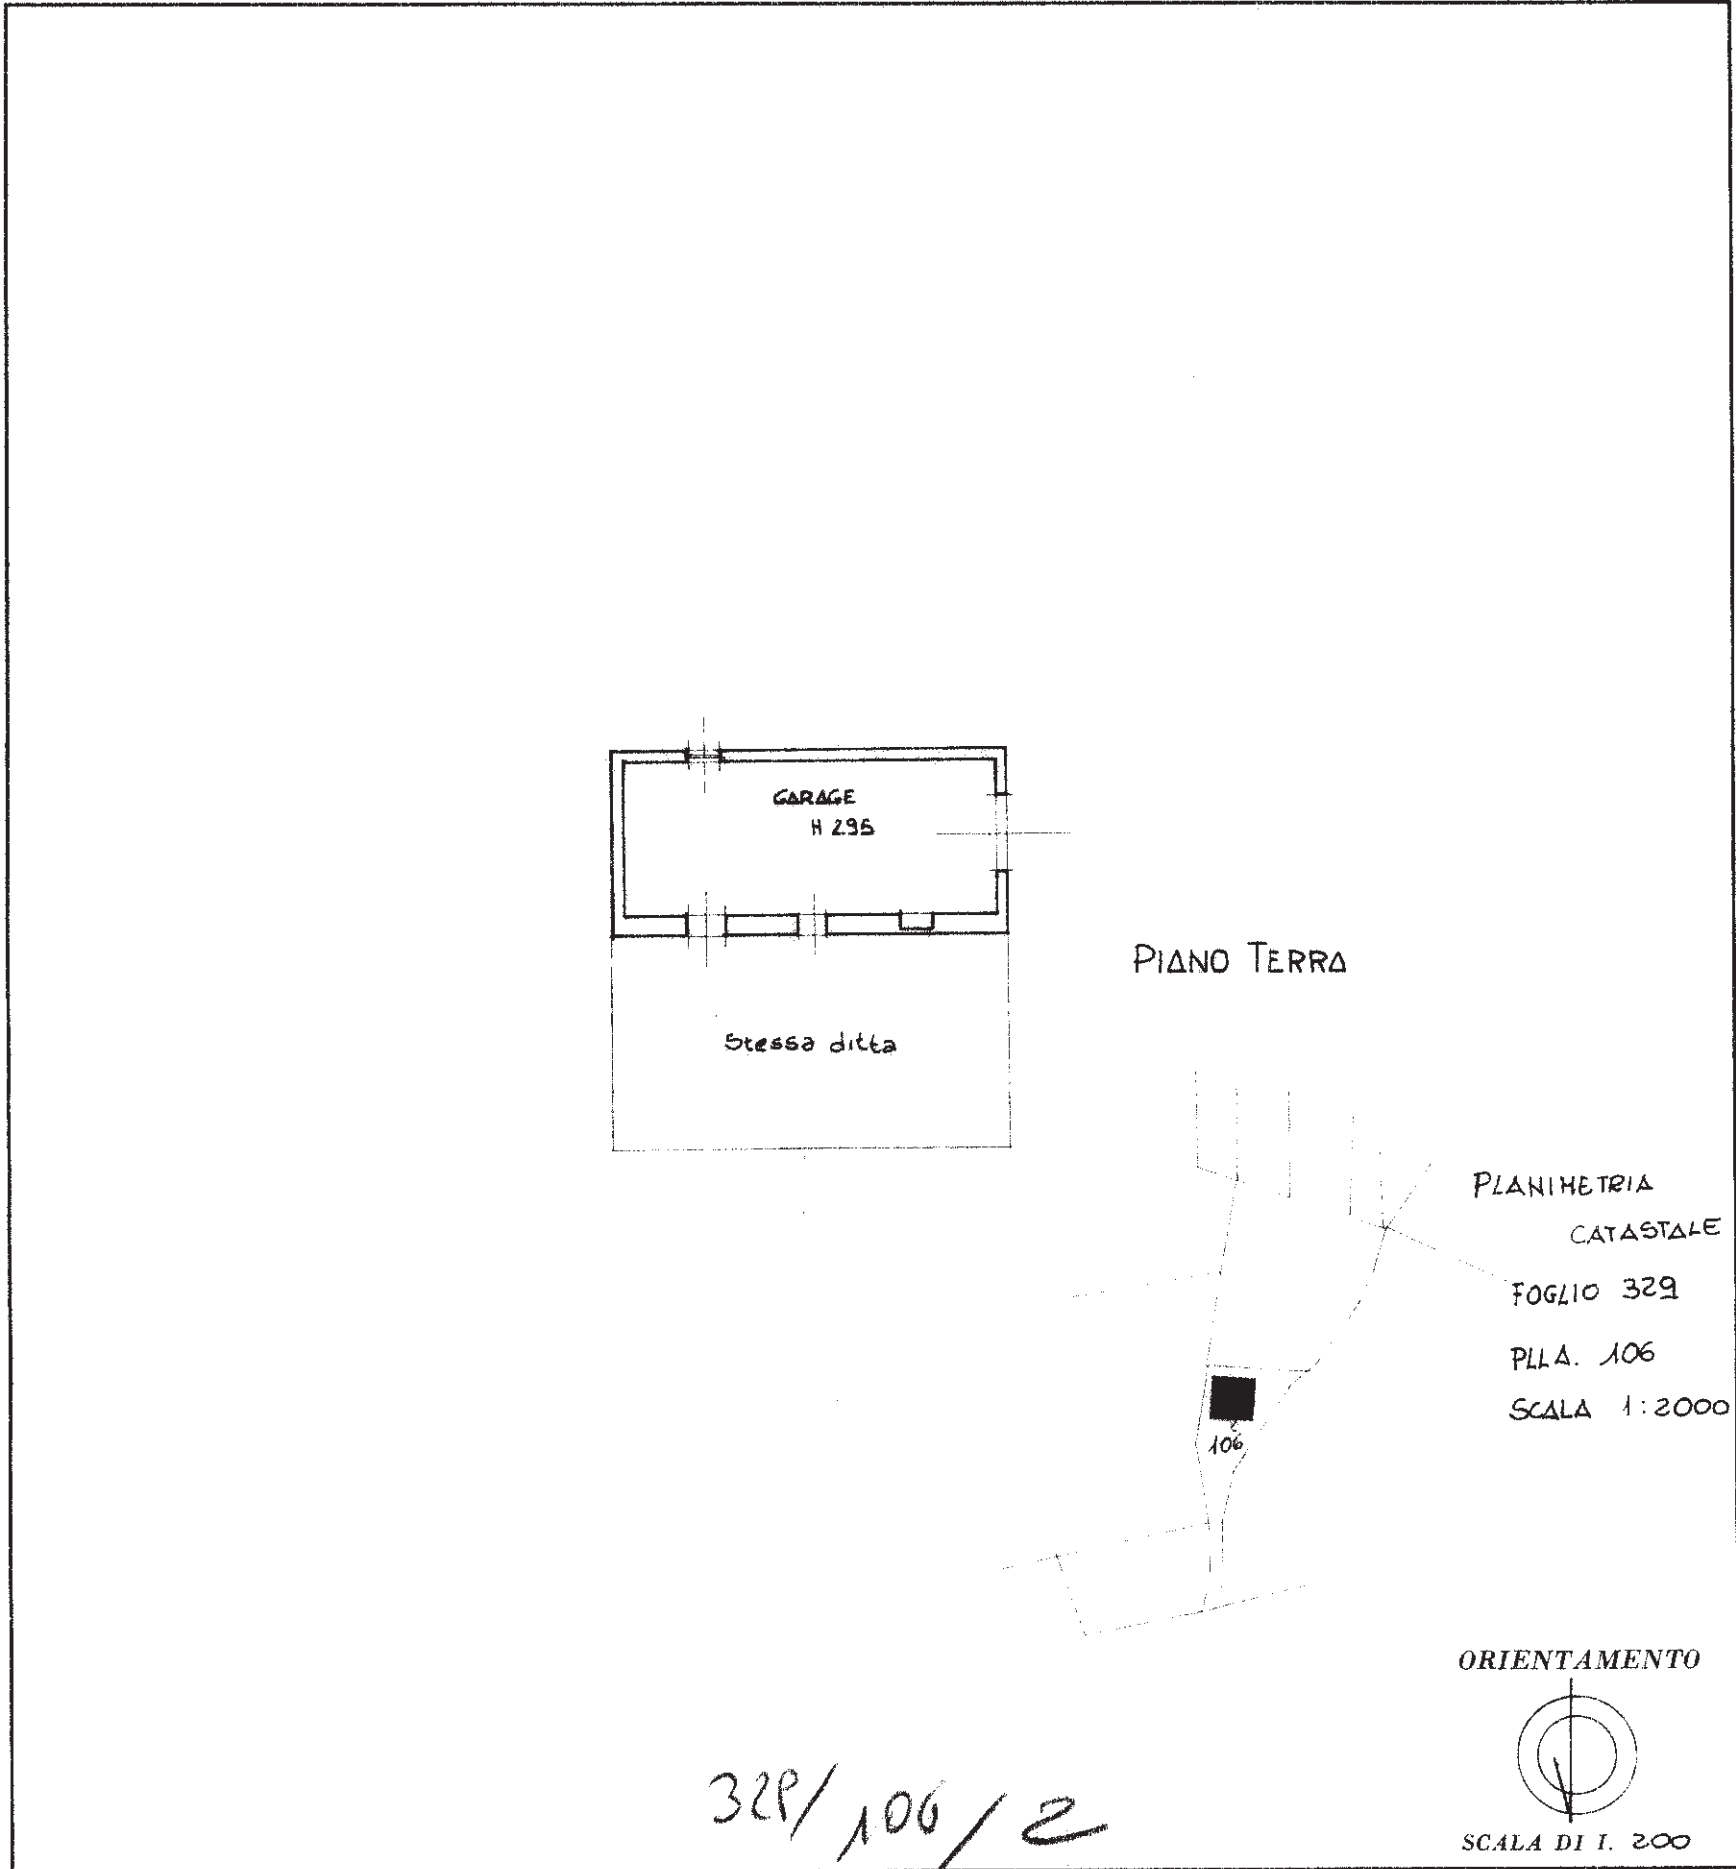 GARAGE
H 295
PIANO TERRA
Stessa ditta
PLANIMETRIA
CATASTALE
FOGLIO 329
PLLA. 106
SCALA 1:2000
106
ORIENTAMENTO
SCALA DI I. 200
329/106/2